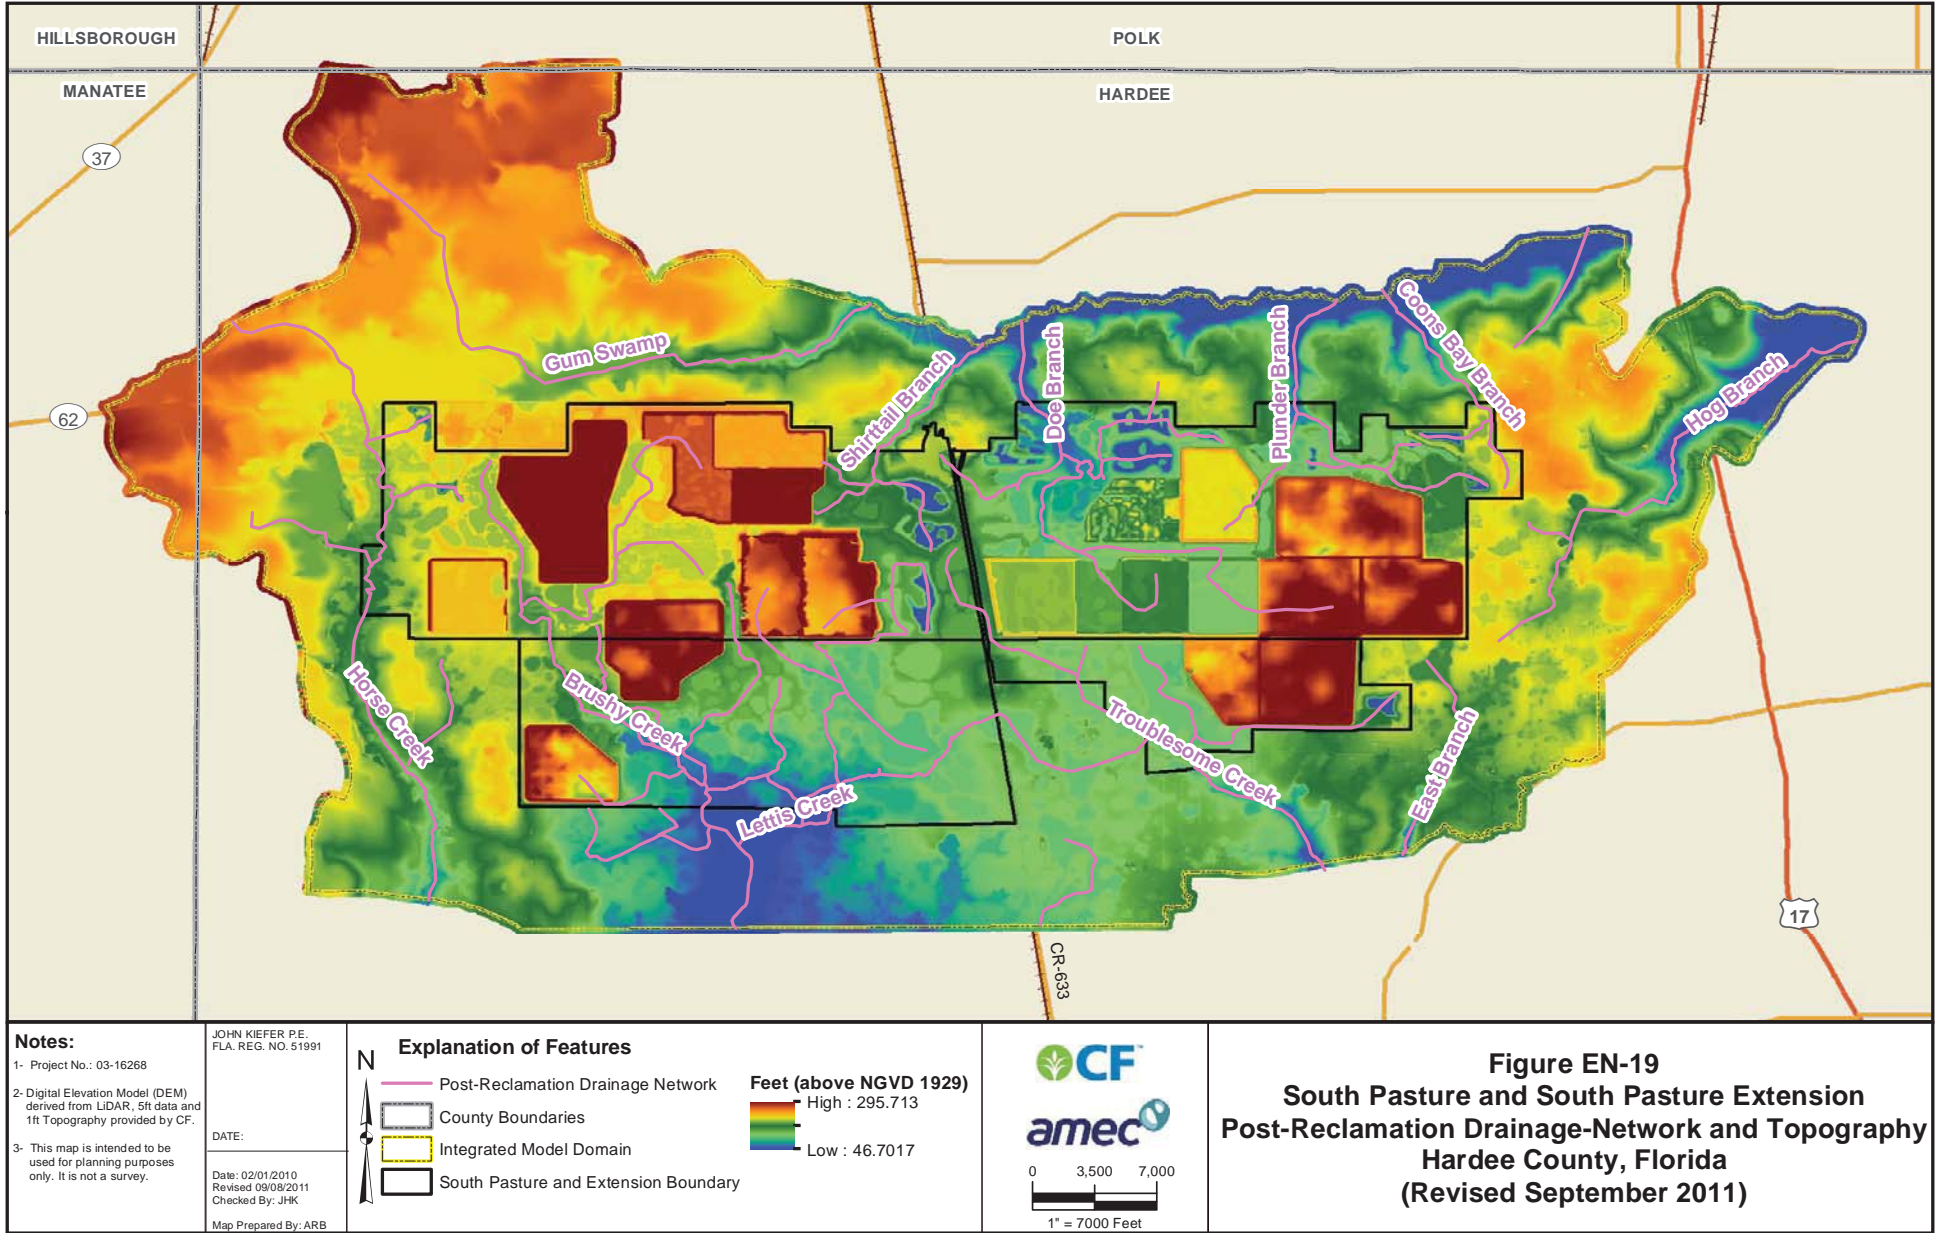 HILLSBOROUGH
POLK
MANATEE
HARDEE
37
62
17
CR-633
Gum Swamp
Shirttail Branch
Doe Branch
Plunder Branch
Coons Bay Branch
Hog Branch
Horse Creek
Brushy Creek
Lettis Creek
Troublesome Creek
East Branch
Notes:
1- Project No.: 03-16268
2- Digital Elevation Model (DEM)
derived from LiDAR, 5ft data and
1ft Topography provided by CF.
3- This map is intended to be
used for planning purposes
only. It is not a survey.
JOHN KIEFER P.E.
FLA. REG. NO. 51991
DATE:
Date: 02/01/2010
Revised 09/08/2011
Checked By: JHK
Map Prepared By: ARB
N
Explanation of Features
Post-Reclamation Drainage Network
County Boundaries
Integrated Model Domain
South Pasture and Extension Boundary
Feet (above NGVD 1929)
High : 295.713
Low : 46.7017
CF™
amec
0 3,500 7,000
1" = 7000 Feet
Figure EN-19
South Pasture and South Pasture Extension
Post-Reclamation Drainage-Network and Topography
Hardee County, Florida
(Revised September 2011)